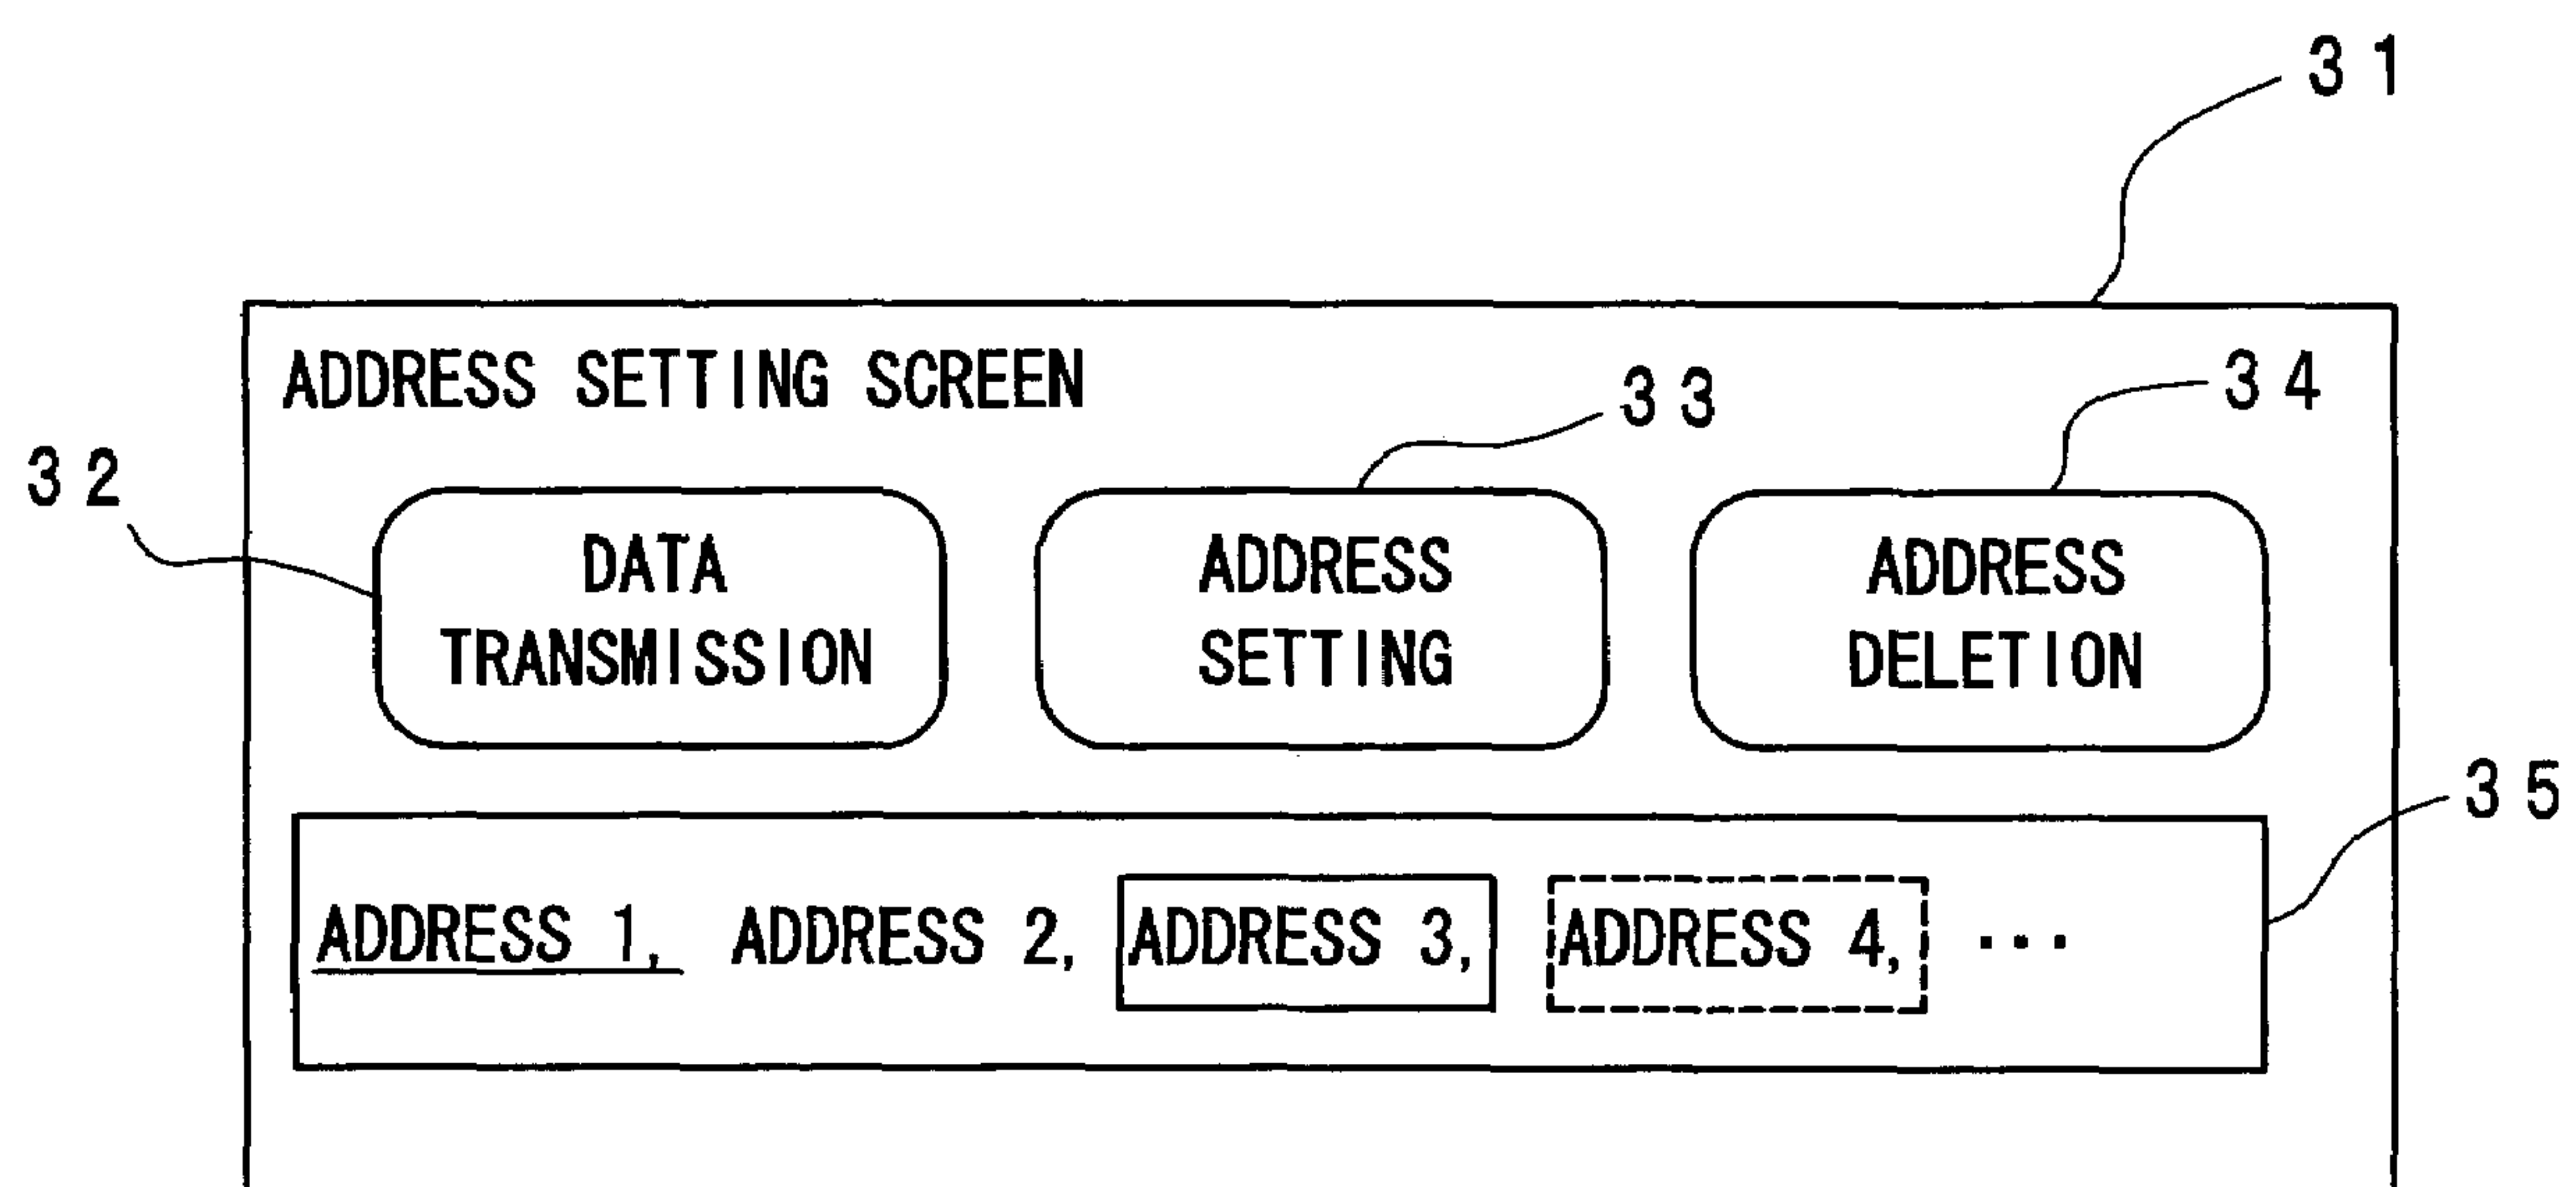 31
ADDRESS SETTING SCREEN
33
34
32
DATA
TRANSMISSION
ADDRESS
SETTING
ADDRESS
DELETION
35
ADDRESS 1, ADDRESS 2, ADDRESS 3, ADDRESS 4, ...